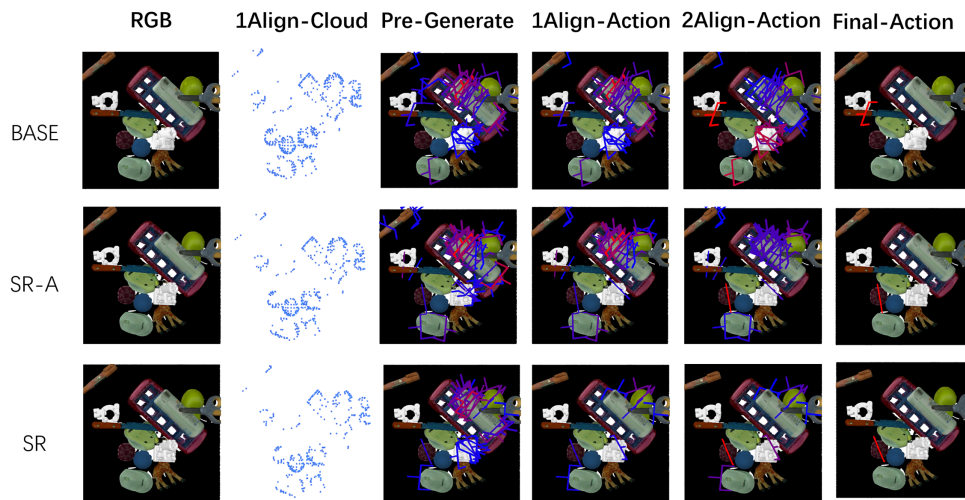 RGB 1Align-Cloud Pre-Generate 1Align-Action 2Align-Action Final-Action
BASE
SR-A
SR